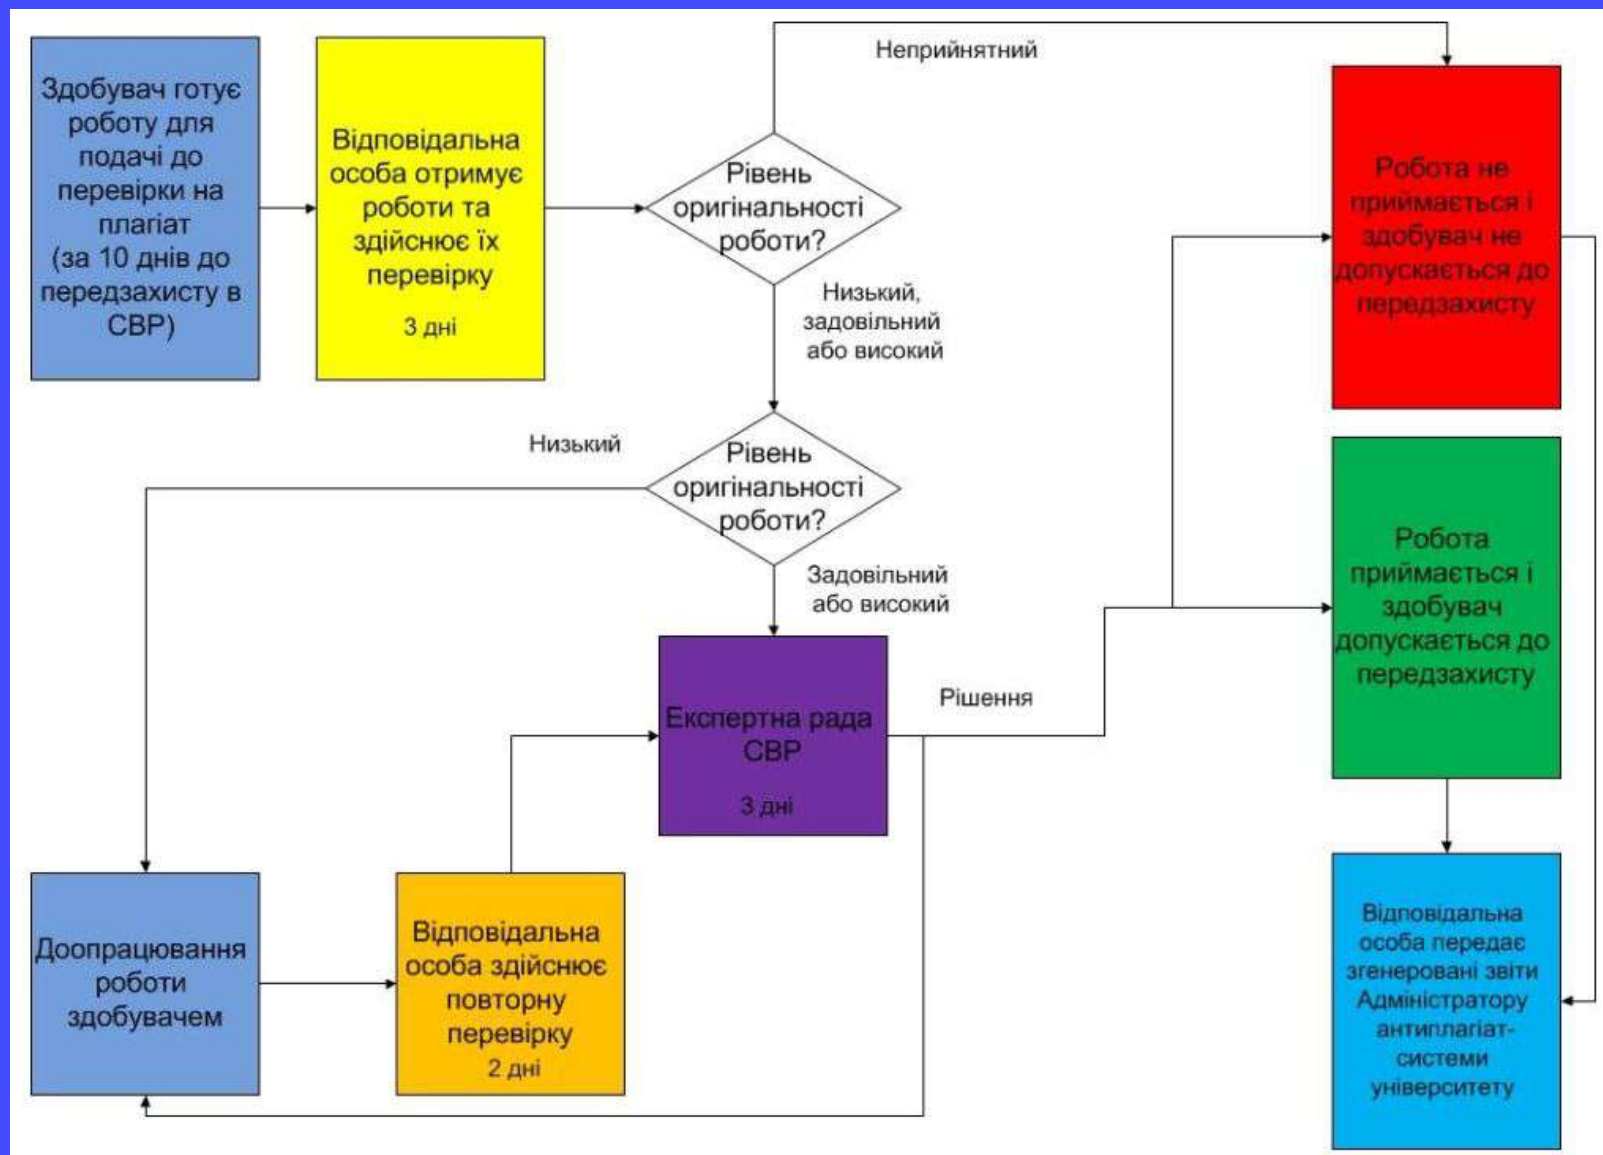 Здобувач готує
роботу для
подачі до
перевірки на
плагіат
(за 10 днів до
передзахисту в
СВР)
Відповідальна
особа отримує
роботи та
здійснює їх
перевірку
3 дні
Рівень
оригінальності
роботи?
Неприйнятний
Робота не
приймається і
здобувач не
допускається до
передзахисту
Низький,
задовільний
або високий
Низький
Рівень
оригінальності
роботи?
Задовільний
або високий
Робота
приймається і
здобувач
допускається до
передзахисту
Експертна рада
СВР
3 дні
Рішення
Доопрацювання
роботи
здобувачем
Відповідальна
особа здійснює
повторну
перевірку
2 дні
Відповідальна
особа передає
згенеровані звіти
Адміністратору
антиплагіат-
системи
університету